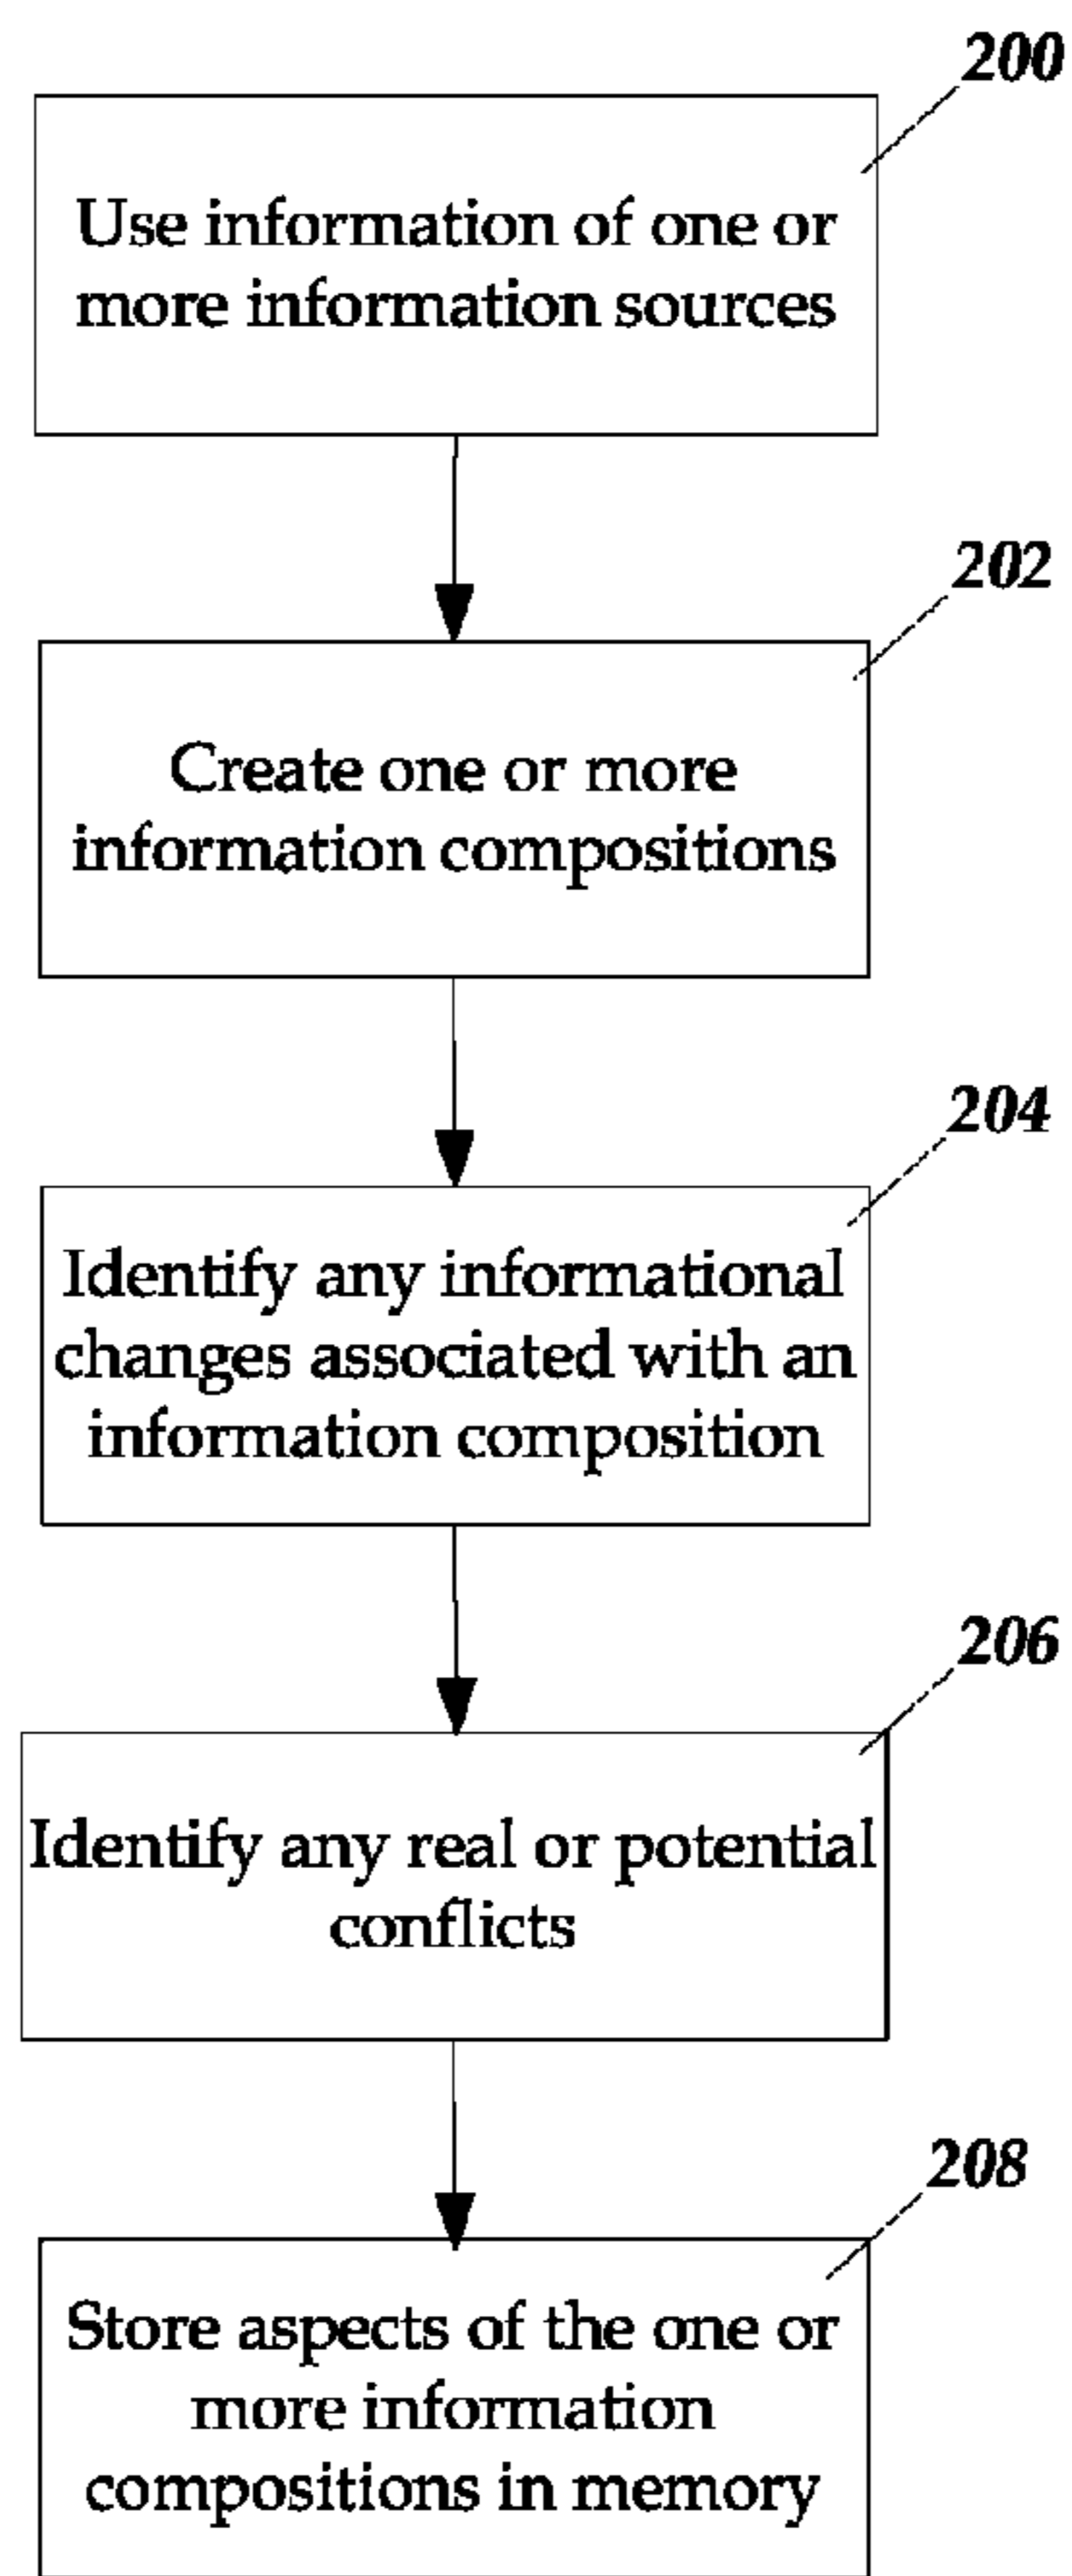 200
Use information of one or
more information sources
202
Create one or more
information compositions
204
Identify any informational
changes associated with an
information composition
206
Identify any real or potential
conflicts
208
Store aspects of the one or
more information
compositions in memory